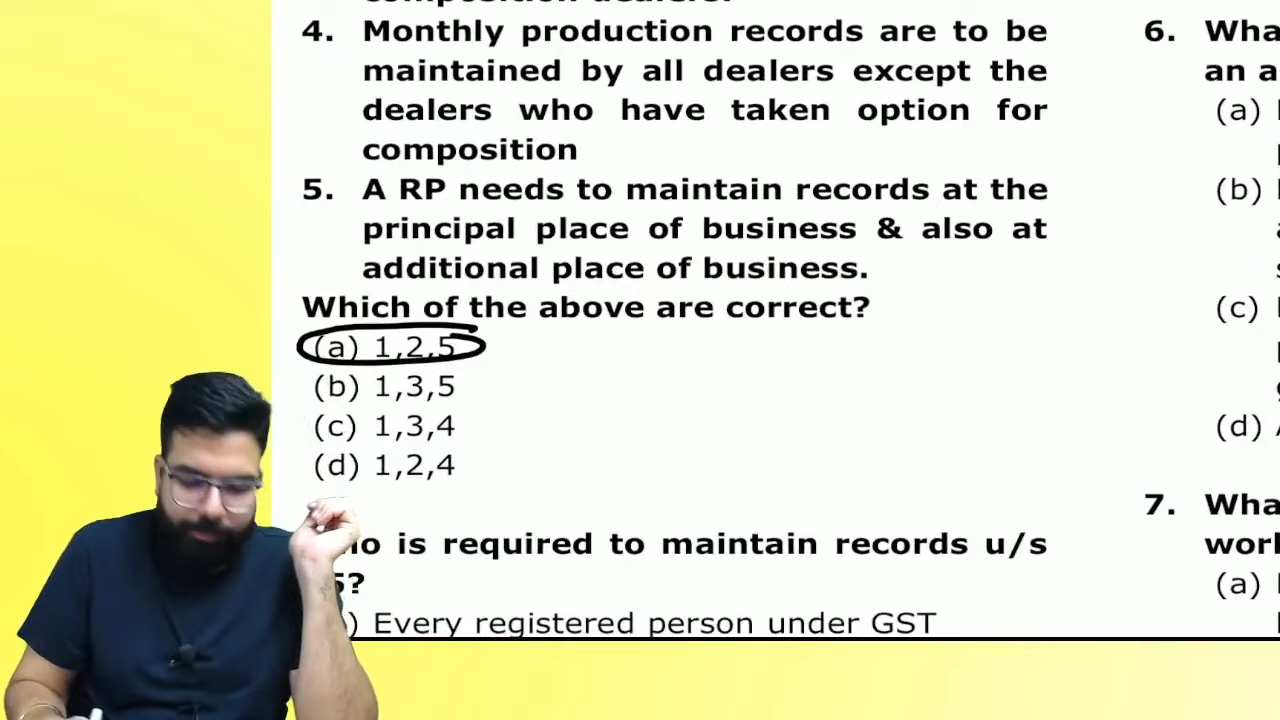 4. Monthly production records are to be
maintained by all dealers except the
dealers who have taken option for
composition
5. A RP needs to maintain records at the
principal place of business & also at
additional place of business.
Which of the above are correct?
(a) 1,2,5
(b) 1,3,5
(c) 1,3,4
(d) 1,2,4
is required to maintain records u/s
Every registered person under GST
6.
an a
(a)
(b)
(c)
(d)
7.
(a)